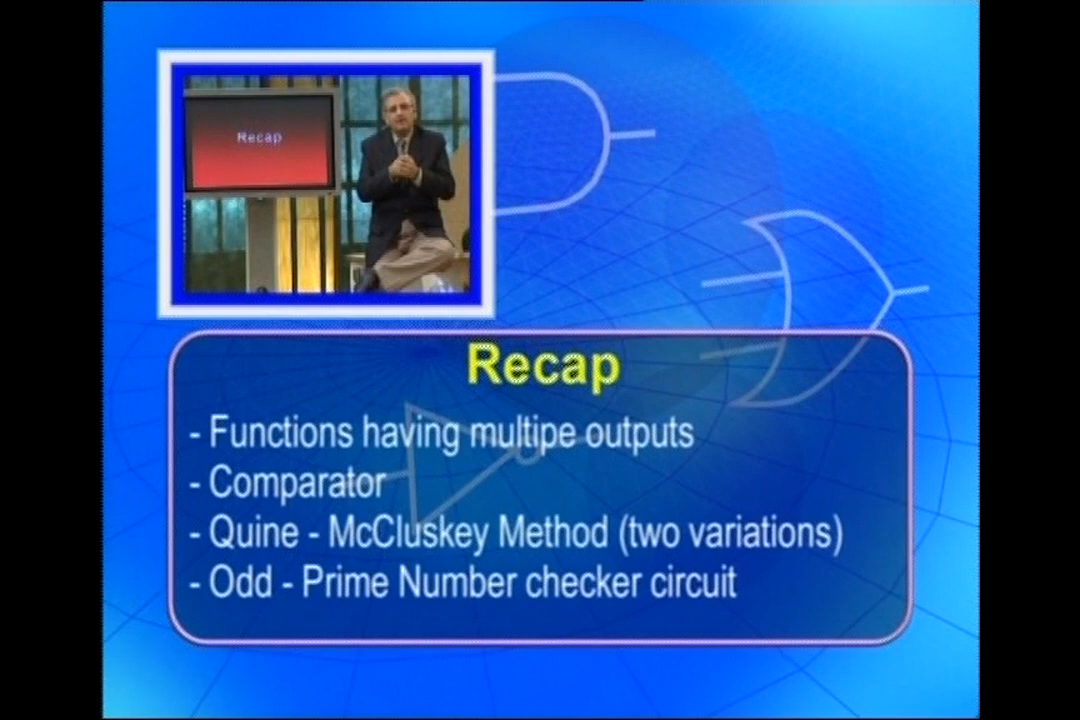 Recap
Recap
- Functions having multipe outputs
- Comparator
- Quine - McCluskey Method (two variations)
- Odd - Prime Number checker circuit